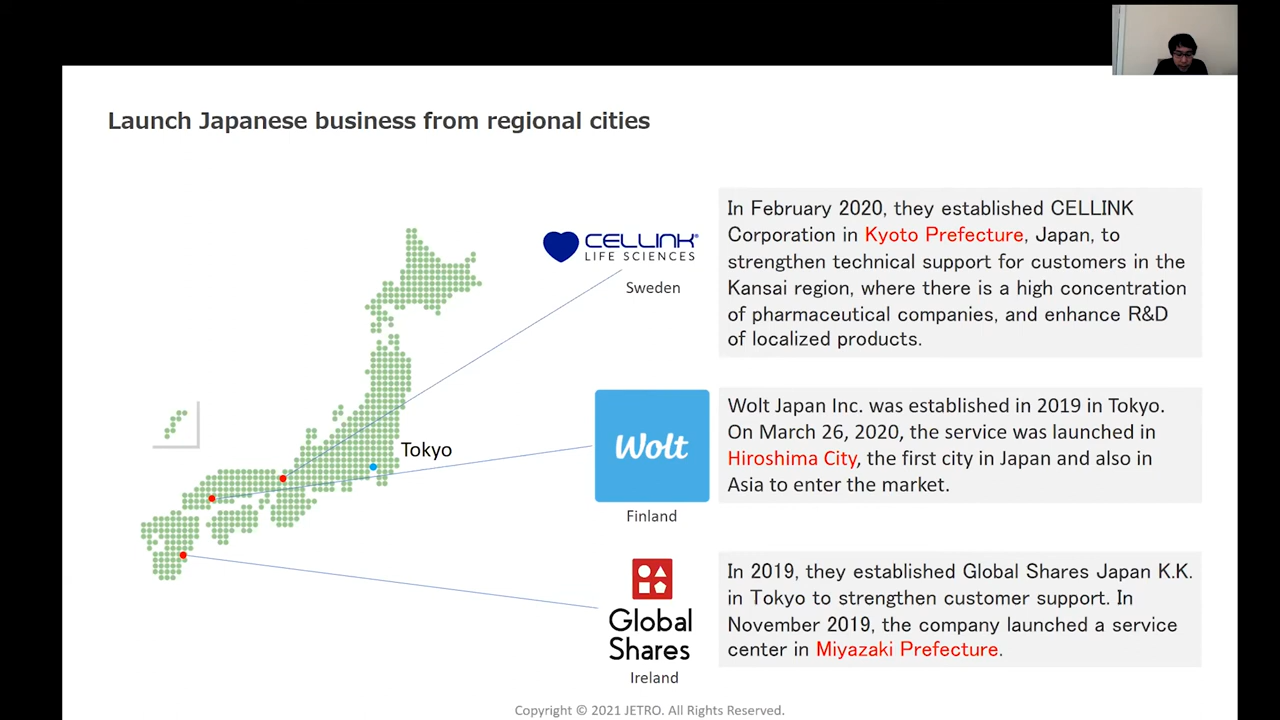 Launch Japanese business from regional cities
CELLINK
LIFE SCIENCES
Sweden
In February 2020, they established CELLINK
Corporation in Kyoto Prefecture, Japan, to
strengthen technical support for customers in the
Kansai region, where there is a high concentration
of pharmaceutical companies, and enhance R&D
of localized products.
Tokyo
Wolt
Finland
Wolt Japan Inc. was established in 2019 in Tokyo.
On March 26, 2020, the service was launched in
Hiroshima City, the first city in Japan and also in
Asia to enter the market.
Global
Shares
Ireland
In 2019, they established Global Shares Japan K.K.
in Tokyo to strengthen customer support. In
November 2019, the company launched a service
center in Miyazaki Prefecture.
Copyright © 2021 JETRO. All Rights Reserved.